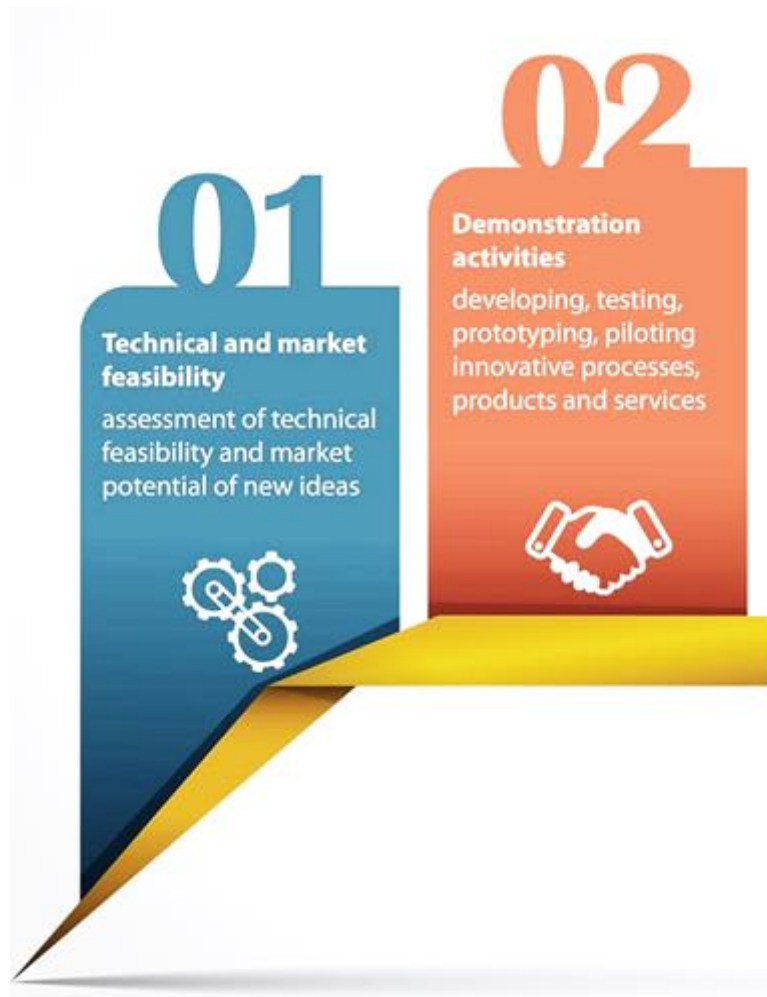 01
Technical and market
feasibility
assessment of technical
feasibility and market
potential of new ideas
02
Demonstration
activities
developing, testing,
prototyping, piloting
innovative processes,
products and services